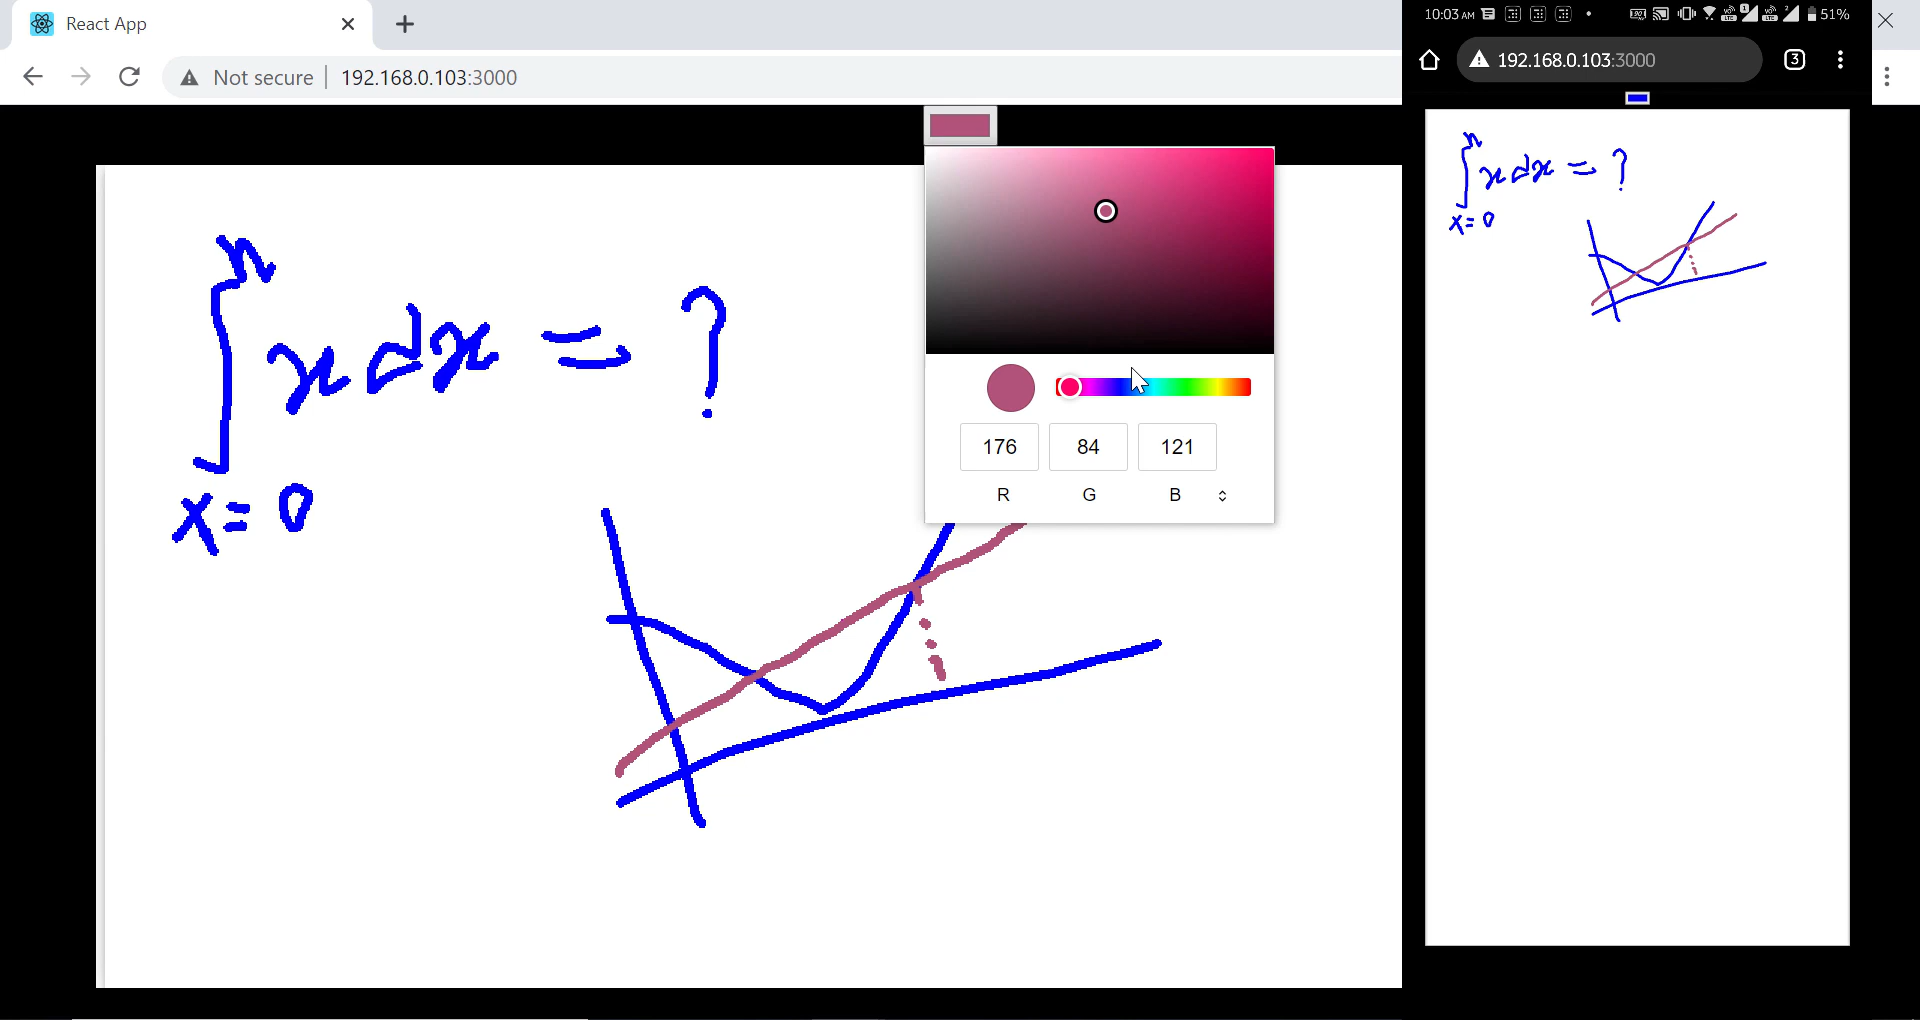 React App
Not secure 192.168.0.103:3000
n
∫ x dx = ?
x = 0
176 84 121
R G B
10:03 AM 51%
192.168.0.103:3000 3
n
∫ x dx = ?
x = 0